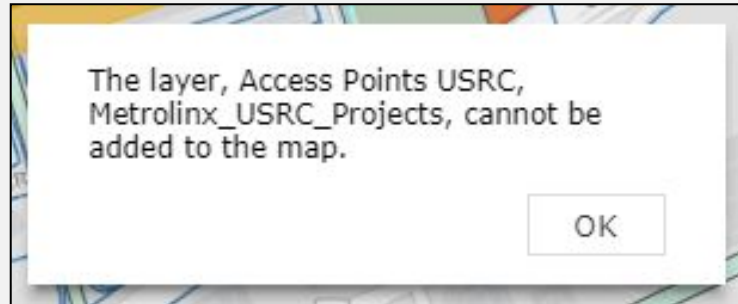 The layer, Access Points USRC,
Metrolinx_USRC_Projects, cannot be
added to the map.
OK